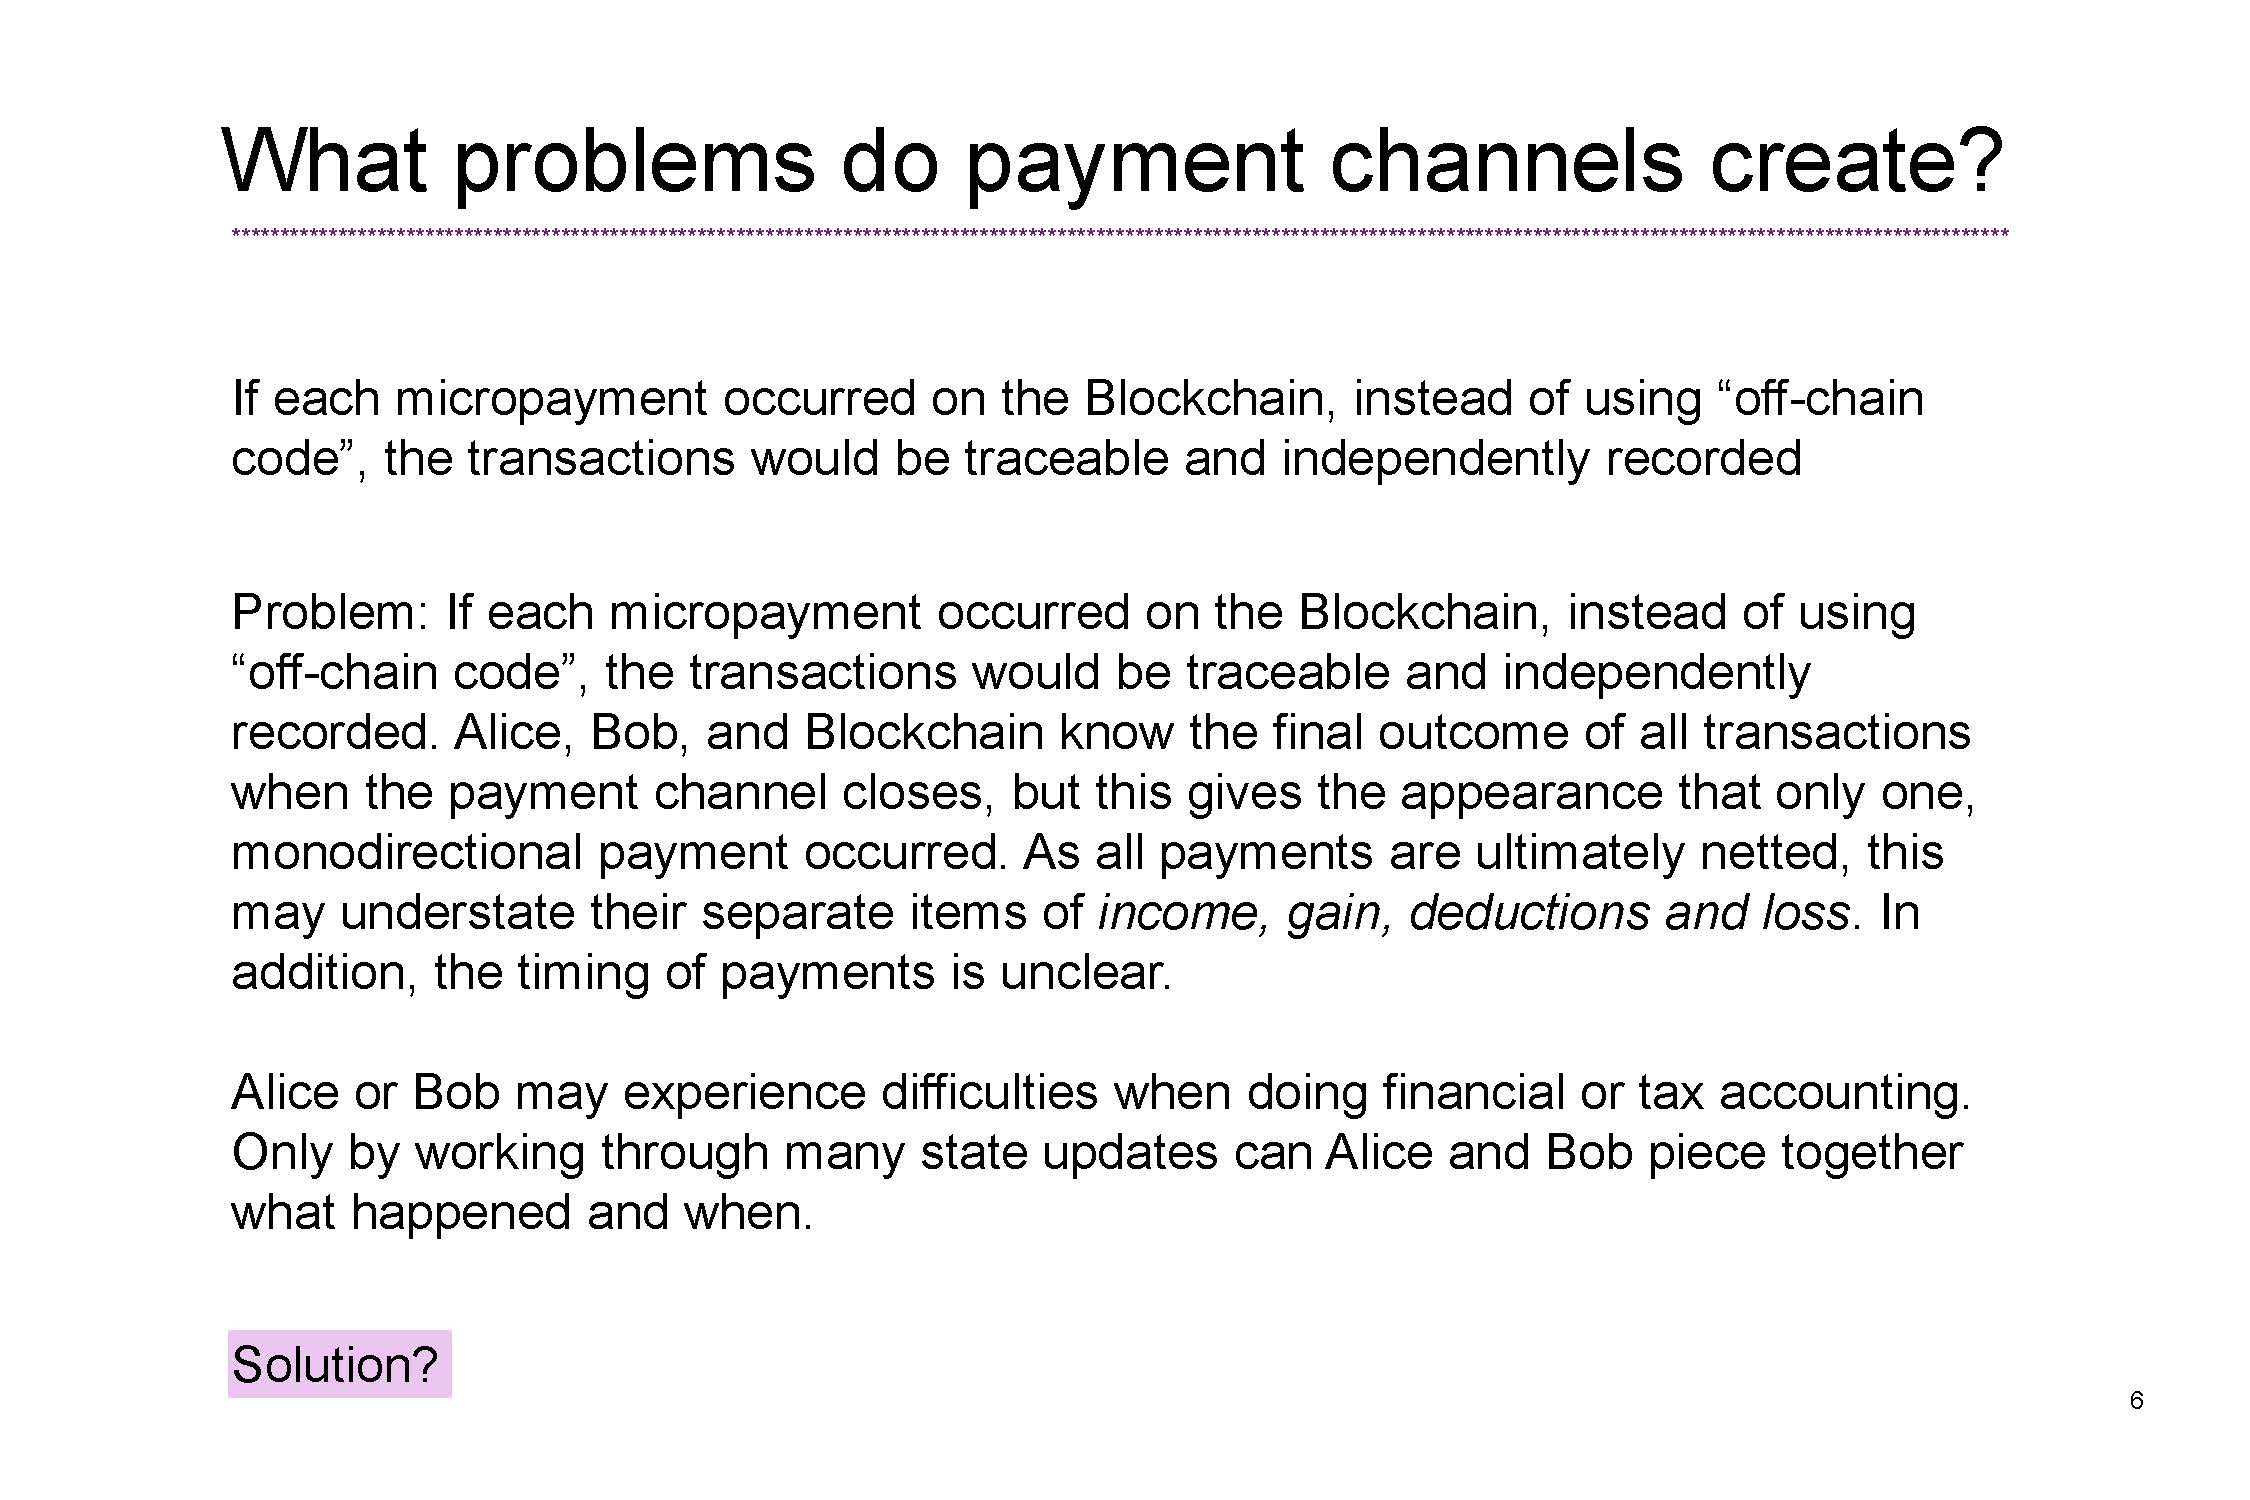 What problems do payment channels create?
****************************************************************************************************************************************************************************************
If each micropayment occurred on the Blockchain, instead of using “off-chain
code”, the transactions would be traceable and independently recorded
Problem: If each micropayment occurred on the Blockchain, instead of using
“off-chain code”, the transactions would be traceable and independently
recorded. Alice, Bob, and Blockchain know the final outcome of all transactions
when the payment channel closes, but this gives the appearance that only one,
monodirectional payment occurred. As all payments are ultimately netted, this
may understate their separate items of income, gain, deductions and loss. In
addition, the timing of payments is unclear.
Alice or Bob may experience difficulties when doing financial or tax accounting.
Only by working through many state updates can Alice and Bob piece together
what happened and when.
Solution?
6